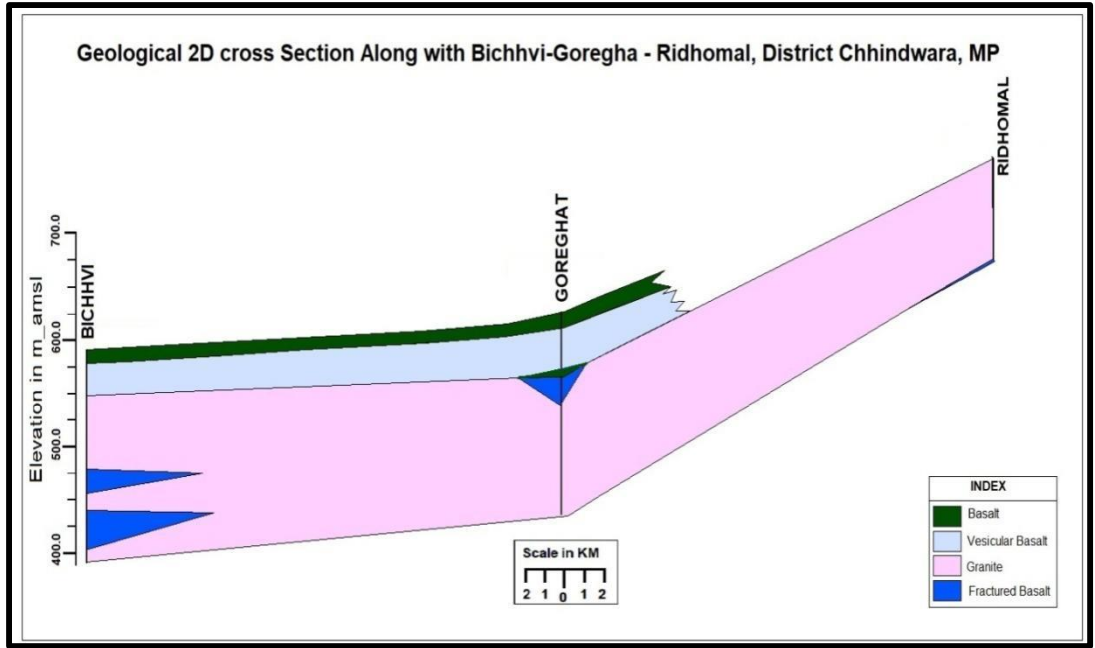 Geological 2D cross Section Along with Bichhvi-Goregha - Ridhomal, District Chhindwara, MP
RIDHOMAL
GOREGHAT
BICHHVI
Elevation in m_amsl
700.0
600.0
500.0
400.0
Scale in KM
2 1 0 1 2
INDEX
Basalt
Vesicular Basalt
Granite
Fractured Basalt